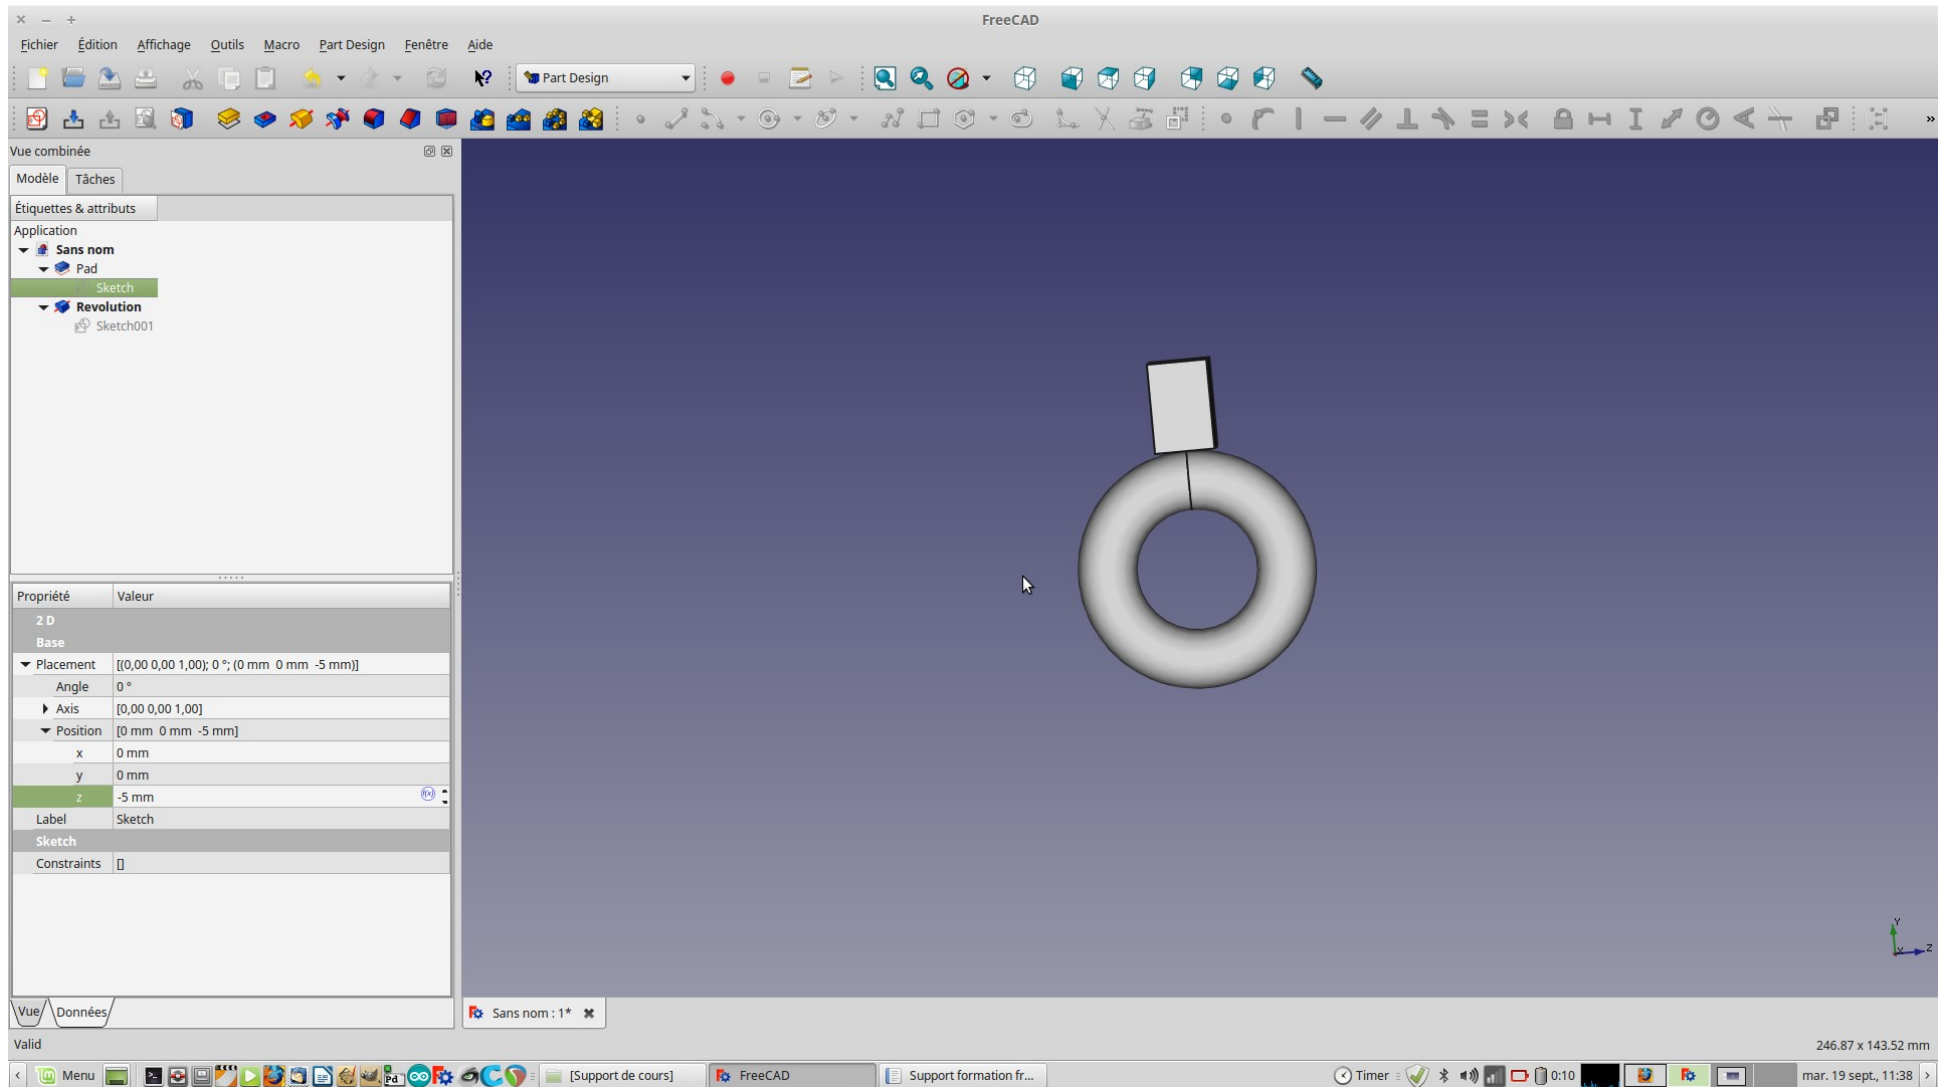 FreeCAD
Fichier Édition Affichage Outils Macro Part Design Fenêtre Aide
Part Design
»
Vue combinée
Modèle Tâches
Étiquettes & attributs
Application
Sans nom
Pad
Sketch
Revolution
Sketch001
Propriété Valeur
2 D
Base
Placement [(0,00 0,00 1,00); 0 °; (0 mm 0 mm -5 mm)]
Angle 0 °
Axis [0,00 0,00 1,00]
Position [0 mm 0 mm -5 mm]
x 0 mm
y 0 mm
z -5 mm
Label Sketch
Sketch
Constraints []
Y
X Z
Vue Données
Sans nom : 1*
Valid 246.87 x 143.52 mm
Menu Pd [Support de cours] FreeCAD Support formation fr... Timer 0:10 mar. 19 sept., 11:38